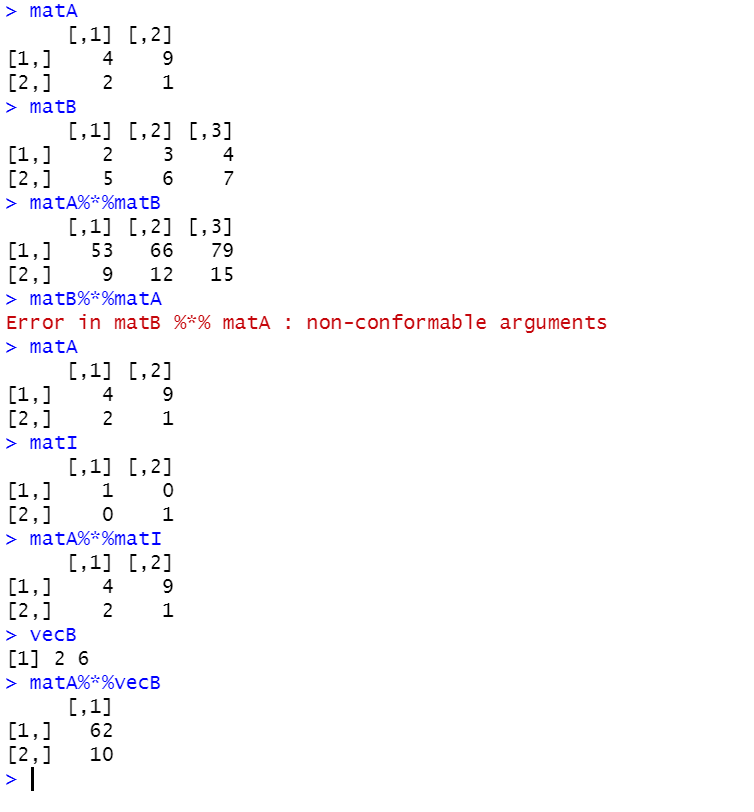 > matA
     [,1] [,2]
[1,]    4    9
[2,]    2    1
> matB
     [,1] [,2] [,3]
[1,]    2    3    4
[2,]    5    6    7
> matA%*%matB
     [,1] [,2] [,3]
[1,]   53   66   79
[2,]    9   12   15
> matB%*%matA
Error in matB %*% matA : non-conformable arguments
> matA
     [,1] [,2]
[1,]    4    9
[2,]    2    1
> matI
     [,1] [,2]
[1,]    1    0
[2,]    0    1
> matA%*%matI
     [,1] [,2]
[1,]    4    9
[2,]    2    1
> vecB
[1] 2 6
> matA%*%vecB
     [,1]
[1,]   62
[2,]   10
>